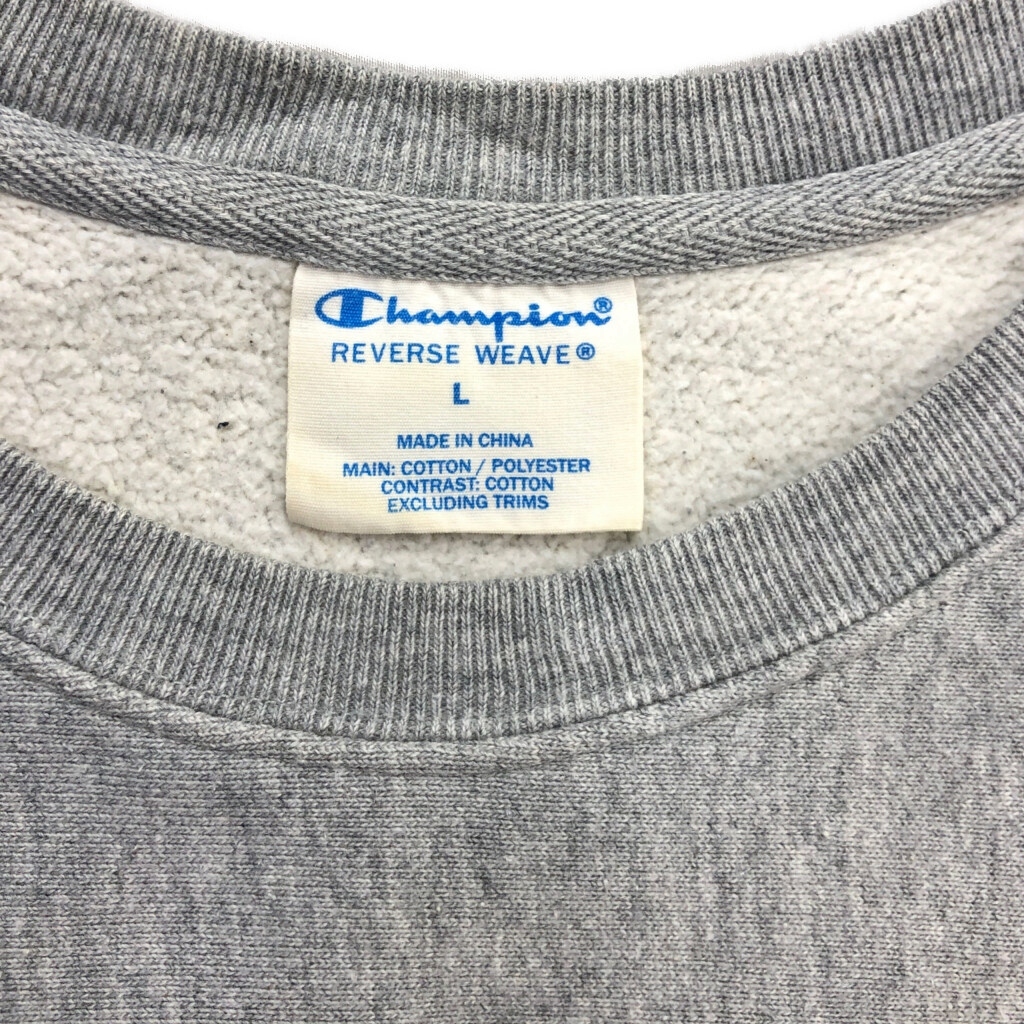 Champion®
REVERSE WEAVE®
L
MADE IN CHINA
MAIN: COTTON / POLYESTER
CONTRAST: COTTON
EXCLUDING TRIMS